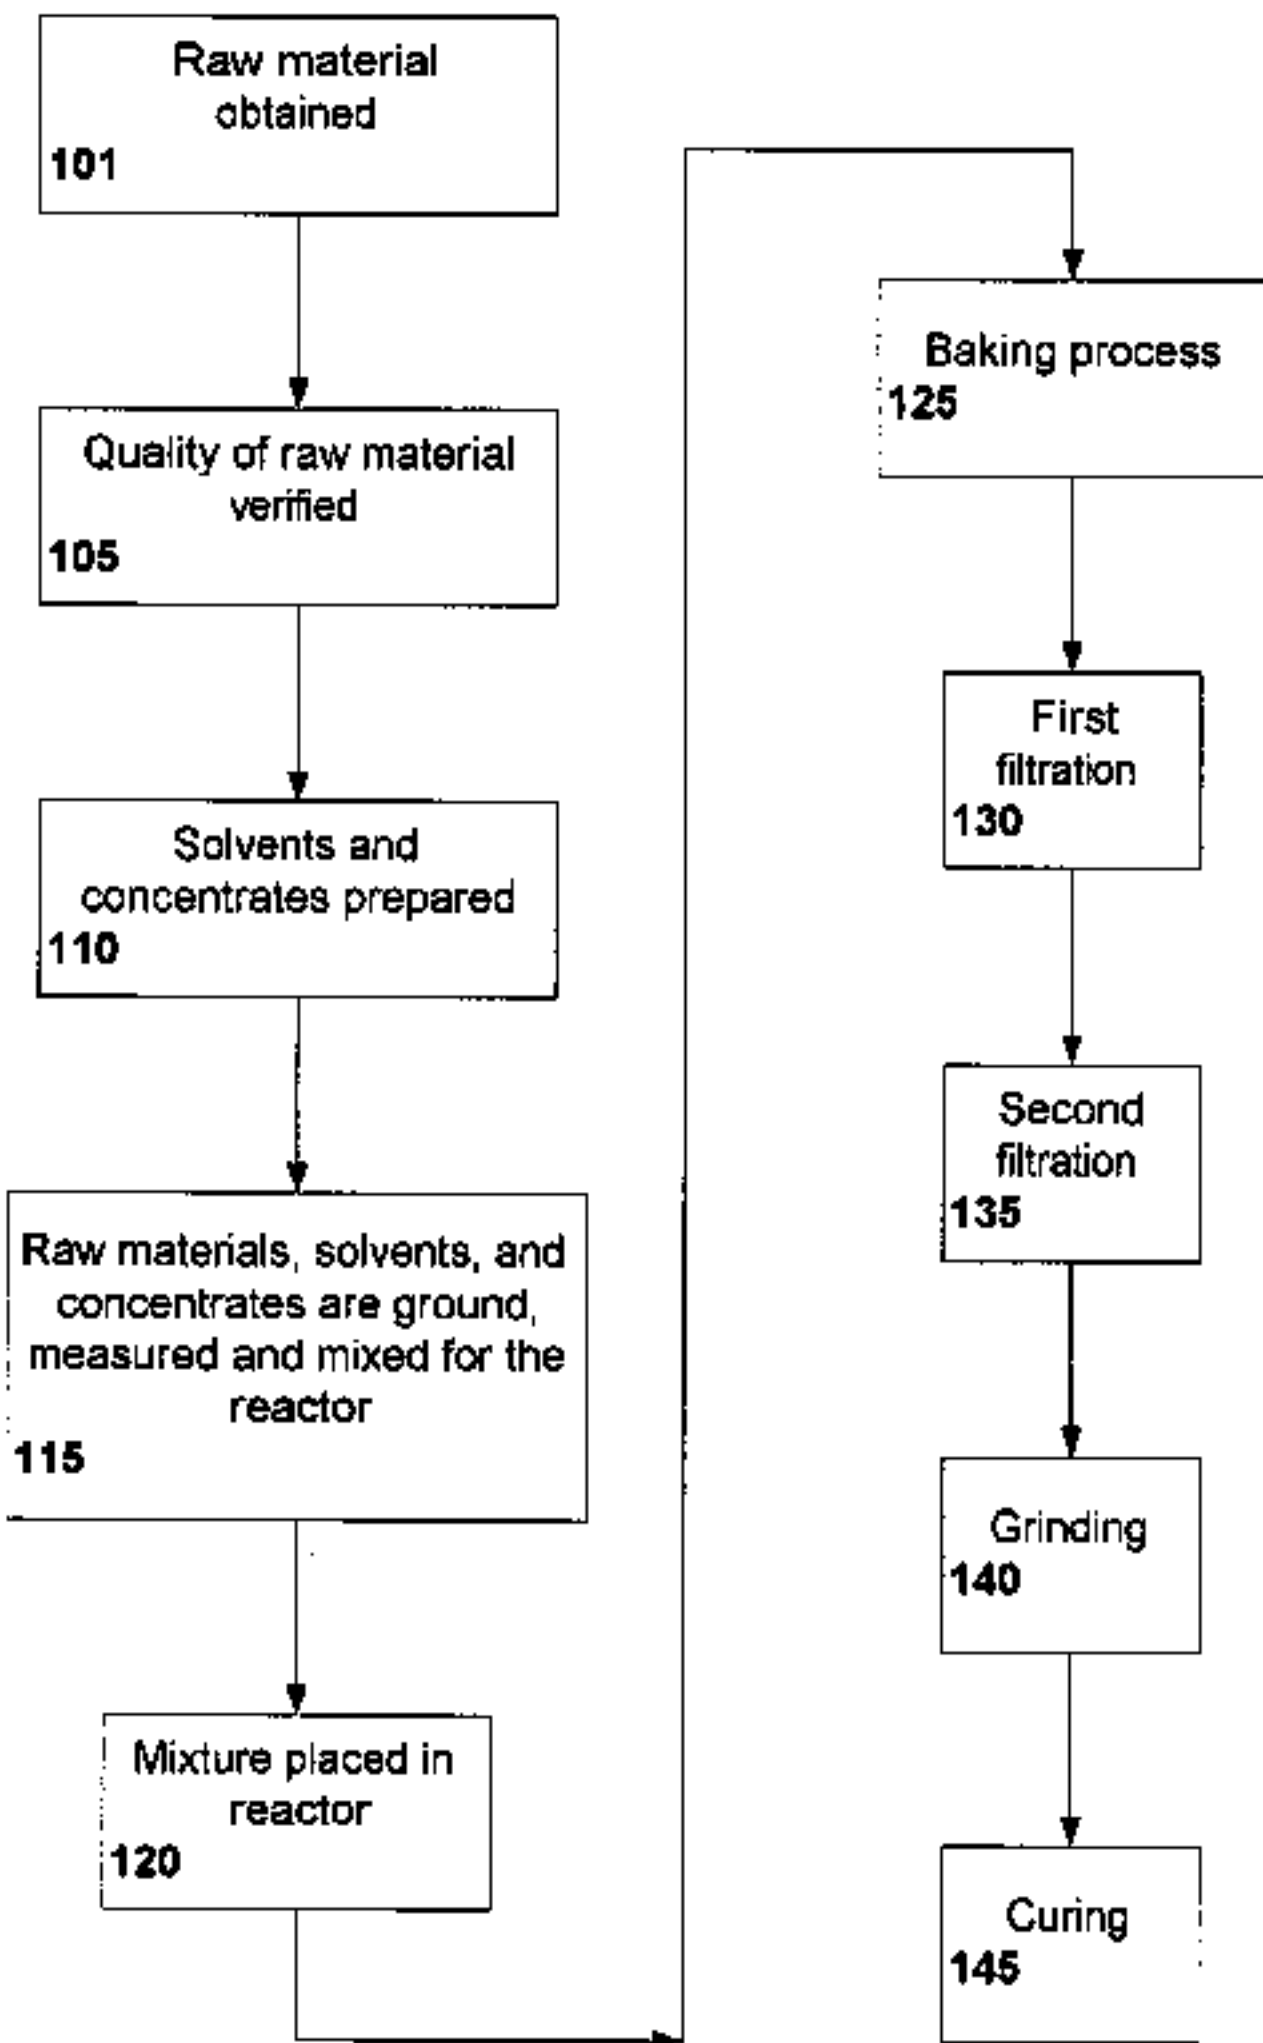 Raw material
obtained
101
Quality of raw material
verified
105
Solvents and
concentrates prepared
110
Raw materials, solvents, and
concentrates are ground,
measured and mixed for the
reactor
115
Mixture placed in
reactor
120
Baking process
125
First
filtration
130
Second
filtration
135
Grinding
140
Curing
145